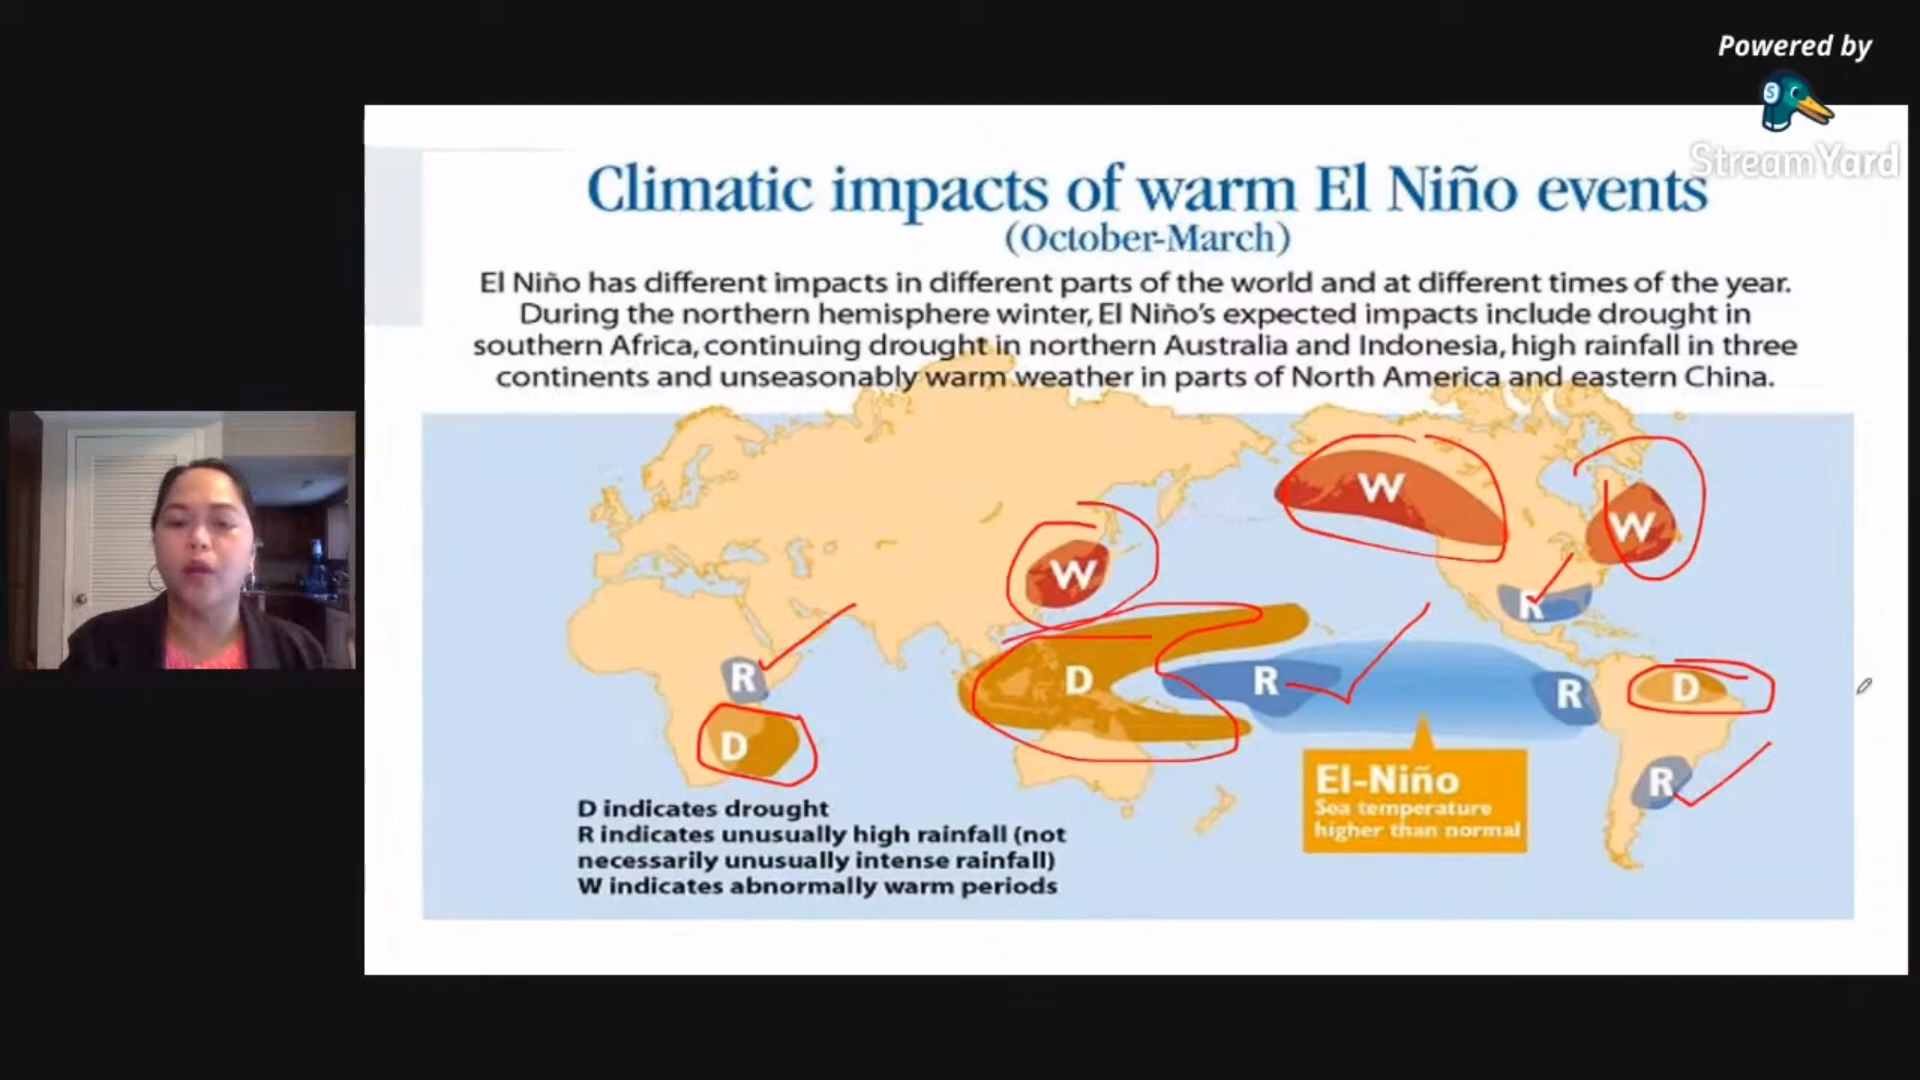 Powered by
S
StreamYard
Climatic impacts of warm El Niño events
(October-March)
El Niño has different impacts in different parts of the world and at different times of the year.
During the northern hemisphere winter, El Niño's expected impacts include drought in
southern Africa, continuing drought in northern Australia and Indonesia, high rainfall in three
continents and unseasonably warm weather in parts of North America and eastern China.
W
W
W
R
R
D
R
R
D
D
R
El-Niño
Sea temperature
higher than normal
D indicates drought
R indicates unusually high rainfall (not
necessarily unusually intense rainfall)
W indicates abnormally warm periods